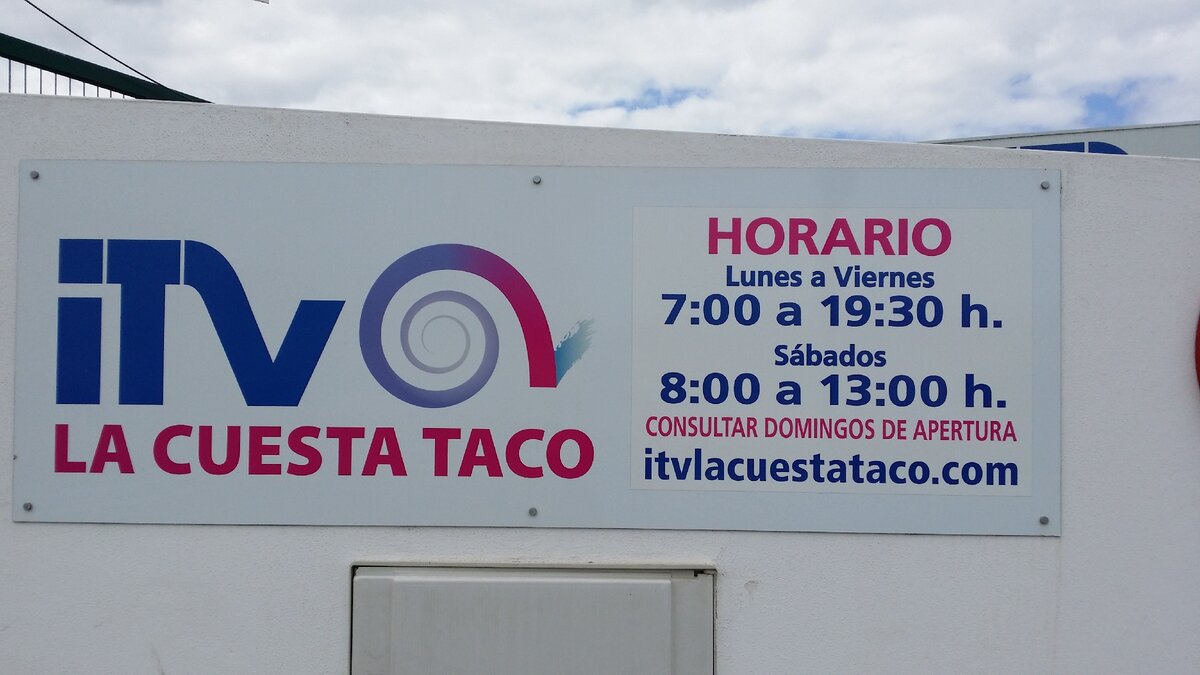 iTV
LA CUESTA TACO
HORARIO
Lunes a Viernes
7:00 a 19:30 h.
Sábados
8:00 a 13:00 h.
CONSULTAR DOMINGOS DE APERTURA
itvlacuestataco.com